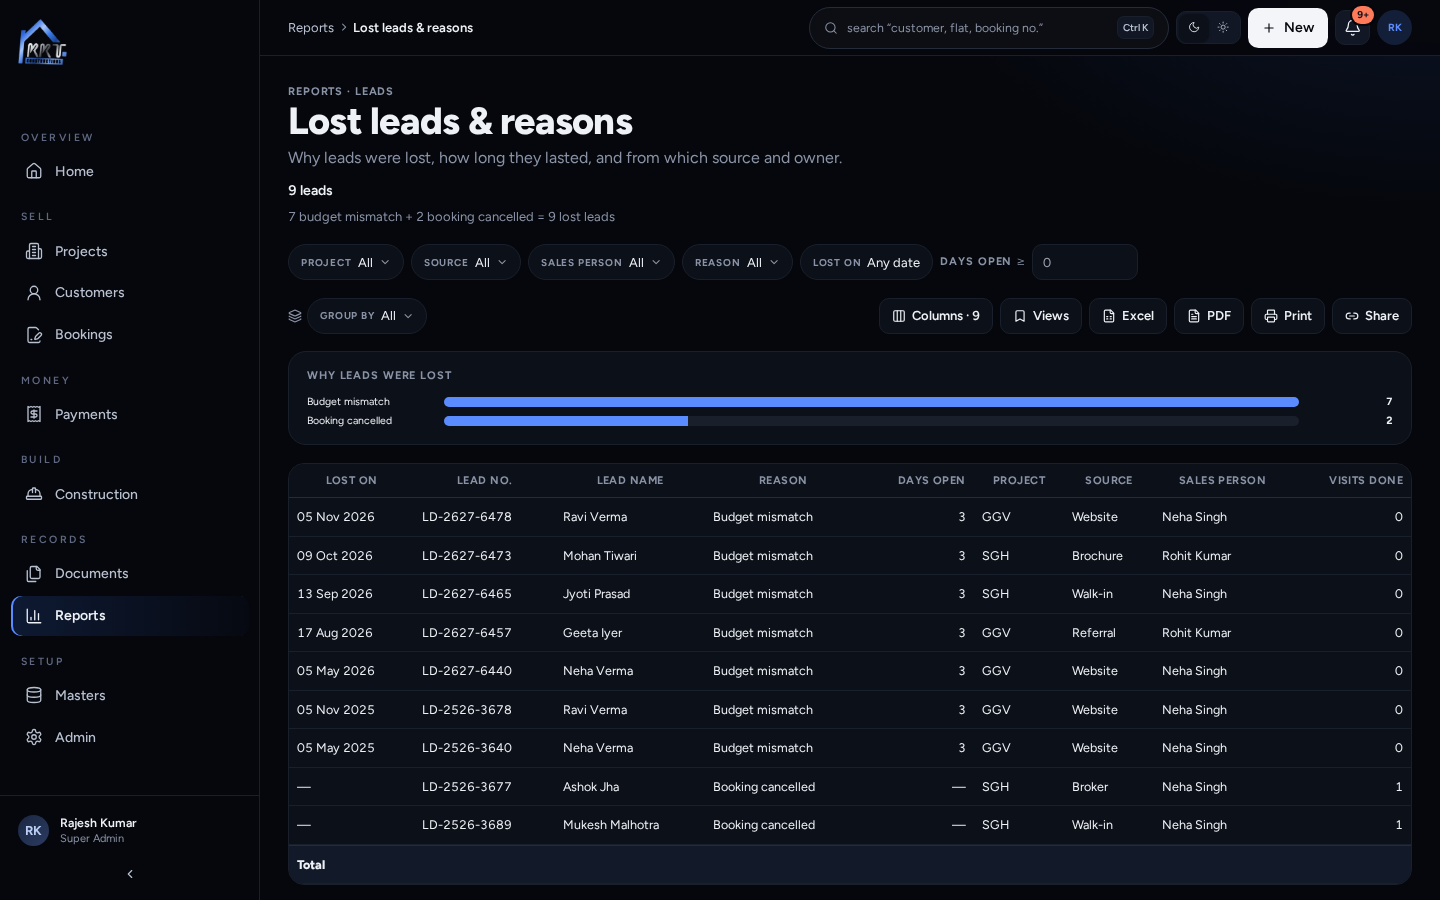 Reports > Lost leads & reasons
search “customer, flat, booking no.”
Ctrl K
+ New
9+
RK
OVERVIEW
Home
SELL
Projects
Customers
Bookings
MONEY
Payments
BUILD
Construction
RECORDS
Documents
Reports
SETUP
Masters
Admin
RK
Rajesh Kumar
Super Admin
REPORTS · LEADS
Lost leads & reasons
Why leads were lost, how long they lasted, and from which source and owner.
9 leads
7 budget mismatch + 2 booking cancelled = 9 lost leads
PROJECT All SOURCE All SALES PERSON All REASON All LOST ON Any date DAYS OPEN ≥ 0
GROUP BY All Columns · 9 Views Excel PDF Print Share
WHY LEADS WERE LOST
Budget mismatch 7
Booking cancelled 2
LOST ON LEAD NO. LEAD NAME REASON DAYS OPEN PROJECT SOURCE SALES PERSON VISITS DONE
05 Nov 2026 LD-2627-6478 Ravi Verma Budget mismatch 3 GGV Website Neha Singh 0
09 Oct 2026 LD-2627-6473 Mohan Tiwari Budget mismatch 3 SGH Brochure Rohit Kumar 0
13 Sep 2026 LD-2627-6465 Jyoti Prasad Budget mismatch 3 SGH Walk-in Neha Singh 0
17 Aug 2026 LD-2627-6457 Geeta Iyer Budget mismatch 3 GGV Referral Rohit Kumar 0
05 May 2026 LD-2627-6440 Neha Verma Budget mismatch 3 GGV Website Neha Singh 0
05 Nov 2025 LD-2526-3678 Ravi Verma Budget mismatch 3 GGV Website Neha Singh 0
05 May 2025 LD-2526-3640 Neha Verma Budget mismatch 3 GGV Website Neha Singh 0
— LD-2526-3677 Ashok Jha Booking cancelled — SGH Broker Neha Singh 1
— LD-2526-3689 Mukesh Malhotra Booking cancelled — SGH Walk-in Neha Singh 1
Total